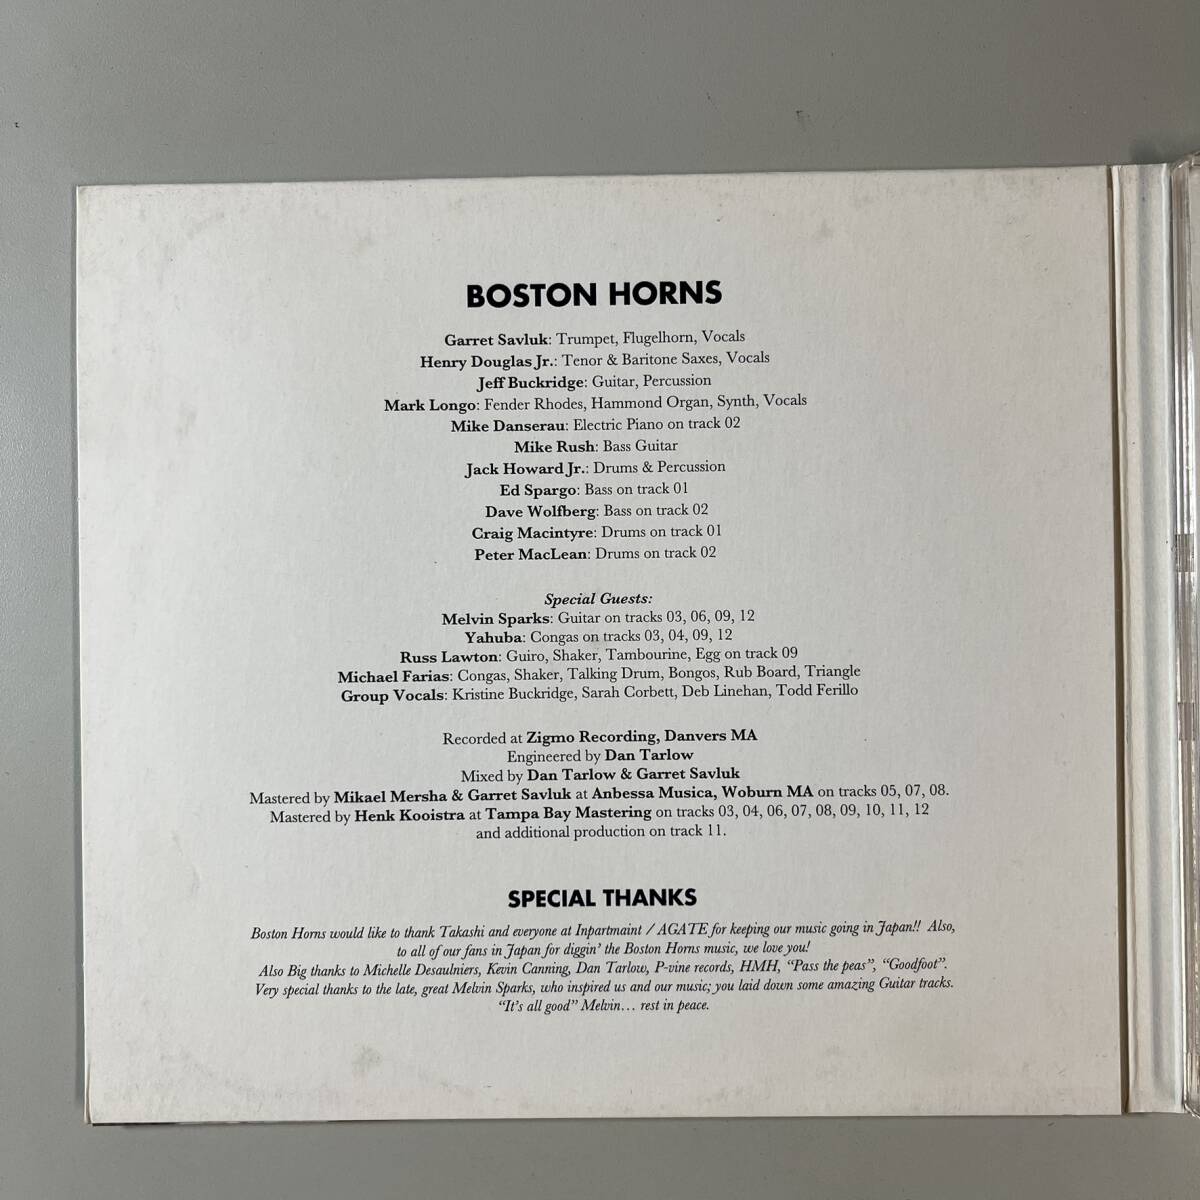 BOSTON HORNS
Garret Savluk: Trumpet, Flugelhorn, Vocals
Henry Douglas Jr.: Tenor & Baritone Saxes, Vocals
Jeff Buckridge: Guitar, Percussion
Mark Longo: Fender Rhodes, Hammond Organ, Synth, Vocals
Mike Danserau: Electric Piano on track 02
Mike Rush: Bass Guitar
Jack Howard Jr.: Drums & Percussion
Ed Spargo: Bass on track 01
Dave Wolfberg: Bass on track 02
Craig Macintyre: Drums on track 01
Peter MacLean: Drums on track 02
Special Guests:
Melvin Sparks: Guitar on tracks 03, 06, 09, 12
Yahuba: Congas on tracks 03, 04, 09, 12
Russ Lawton: Guiro, Shaker, Tambourine, Egg on track 09
Michael Farias: Congas, Shaker, Talking Drum, Bongos, Rub Board, Triangle
Group Vocals: Kristine Buckridge, Sarah Corbett, Deb Linehan, Todd Ferillo
Recorded at Zigmo Recording, Danvers MA
Engineered by Dan Tarlow
Mixed by Dan Tarlow & Garret Savluk
Mastered by Mikael Mersha & Garret Savluk at Anbessa Musica, Woburn MA on tracks 05, 07, 08.
Mastered by Henk Kooistra at Tampa Bay Mastering on tracks 03, 04, 06, 07, 08, 09, 10, 11, 12
and additional production on track 11.
SPECIAL THANKS
Boston Horns would like to thank Takashi and everyone at Inpartmaint / AGATE for keeping our music going in Japan!! Also,
to all of our fans in Japan for diggin' the Boston Horns music, we love you!
Also Big thanks to Michelle Desaulniers, Kevin Canning, Dan Tarlow, P-vine records, HMH, “Pass the peas”, “Goodfoot”.
Very special thanks to the late, great Melvin Sparks, who inspired us and our music; you laid down some amazing Guitar tracks.
“It's all good” Melvin... rest in peace.